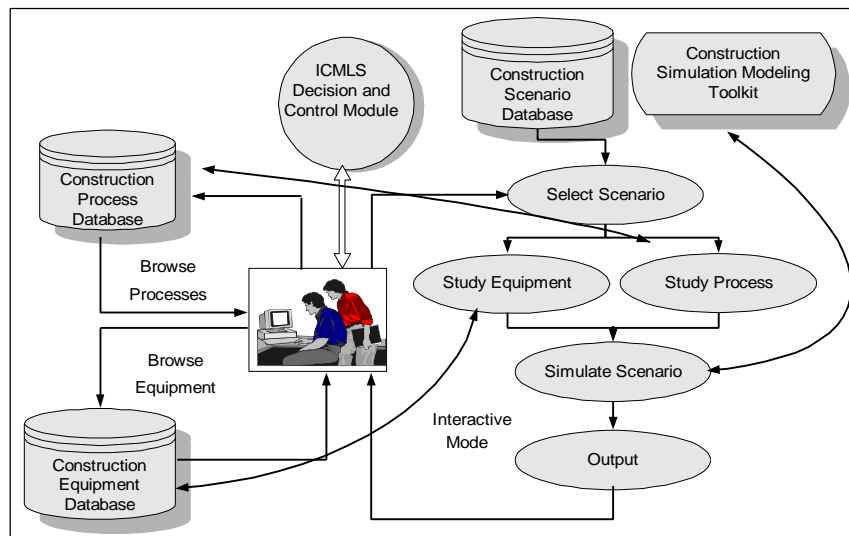 ICMLS
Decision and
Control Module
Construction
Scenario
Database
Construction
Simulation Modeling
Toolkit
Construction
Process
Database
Select Scenario
Browse
Processes
Study Equipment
Study Process
Browse
Equipment
Simulate Scenario
Interactive
Mode
Construction
Equipment
Database
Output